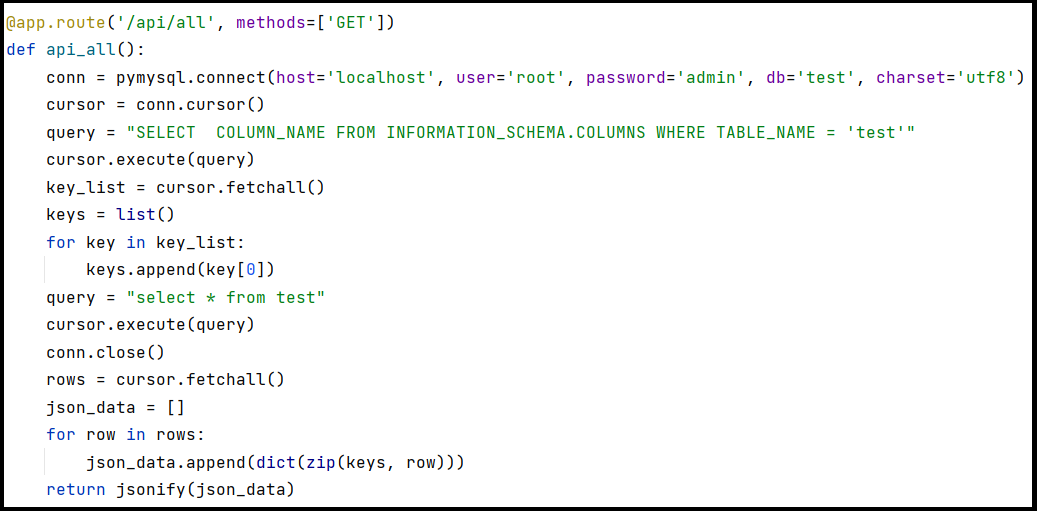 @app.route('/api/all', methods=['GET'])
def api_all():
    conn = pymysql.connect(host='localhost', user='root', password='admin', db='test', charset='utf8')
    cursor = conn.cursor()
    query = "SELECT  COLUMN_NAME FROM INFORMATION_SCHEMA.COLUMNS WHERE TABLE_NAME = 'test'"
    cursor.execute(query)
    key_list = cursor.fetchall()
    keys = list()
    for key in key_list:
        keys.append(key[0])
    query = "select * from test"
    cursor.execute(query)
    conn.close()
    rows = cursor.fetchall()
    json_data = []
    for row in rows:
        json_data.append(dict(zip(keys, row)))
    return jsonify(json_data)